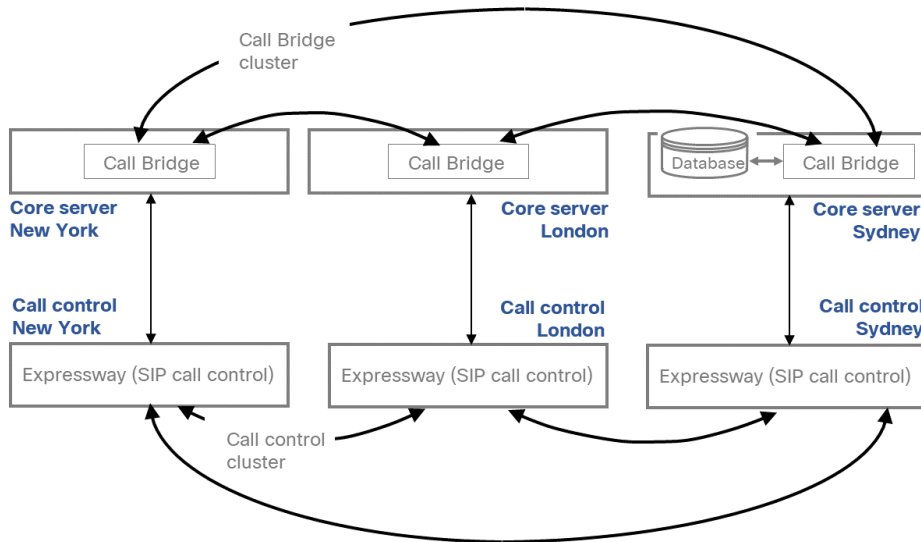 Call Bridge
cluster
Call Bridge
Call Bridge
Database
Call Bridge
Core server
New York
Core server
London
Core server
Sydney
Call control
New York
Call control
London
Call control
Sydney
Expressway (SIP call control)
Expressway (SIP call control)
Expressway (SIP call control)
Call control
cluster